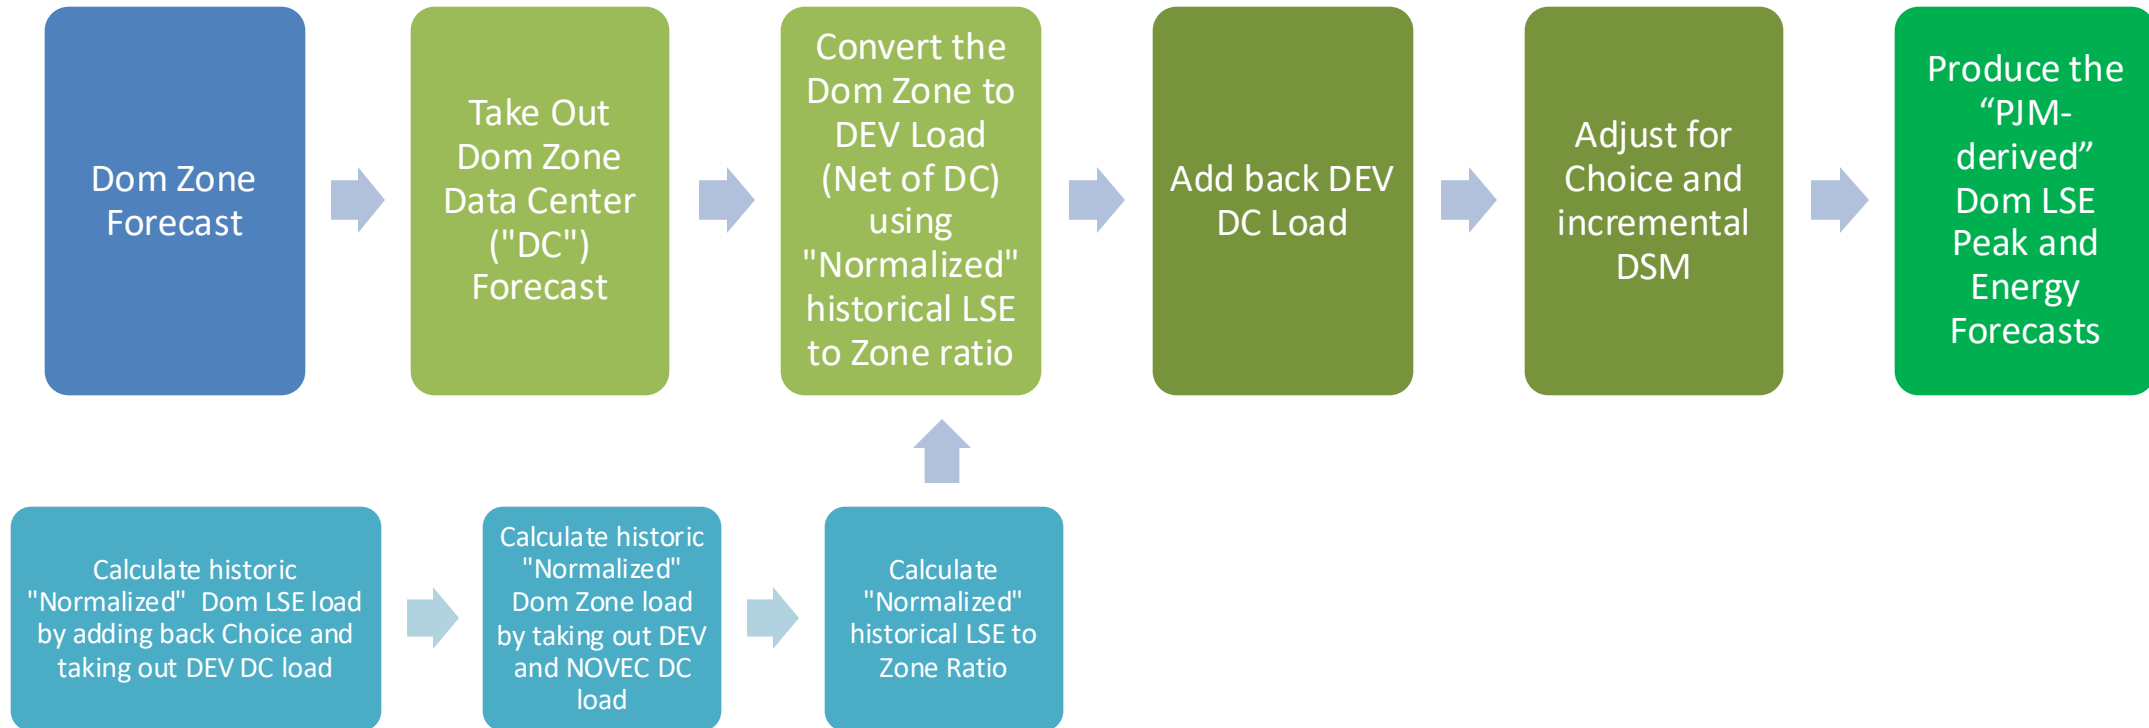 Dom Zone
Forecast
Take Out
Dom Zone
Data Center
("DC")
Forecast
Convert the
Dom Zone to
DEV Load
(Net of DC)
using
"Normalized"
historical LSE
to Zone ratio
Add back DEV
DC Load
Adjust for
Choice and
incremental
DSM
Produce the
“PJM-
derived”
Dom LSE
Peak and
Energy
Forecasts
Calculate historic
"Normalized"  Dom LSE load
by adding back Choice and
taking out DEV DC load
Calculate historic
"Normalized"
Dom Zone load
by taking out DEV
and NOVEC DC
load
Calculate
"Normalized"
historical LSE to
Zone Ratio